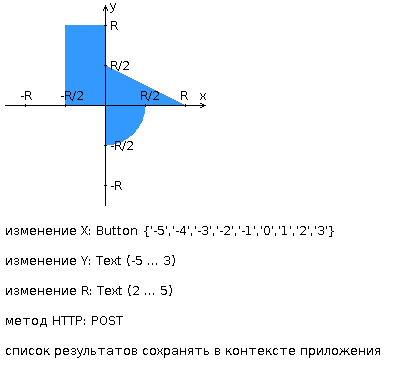 y
R
R/2
-R -R/2 R/2 R x
-R/2
-R
изменение X: Button {'-5','-4','-3','-2','-1','0','1','2','3'}
изменение Y: Text (-5 ... 3)
изменение R: Text (2 ... 5)
метод HTTP: POST
список результатов сохранять в контексте приложения